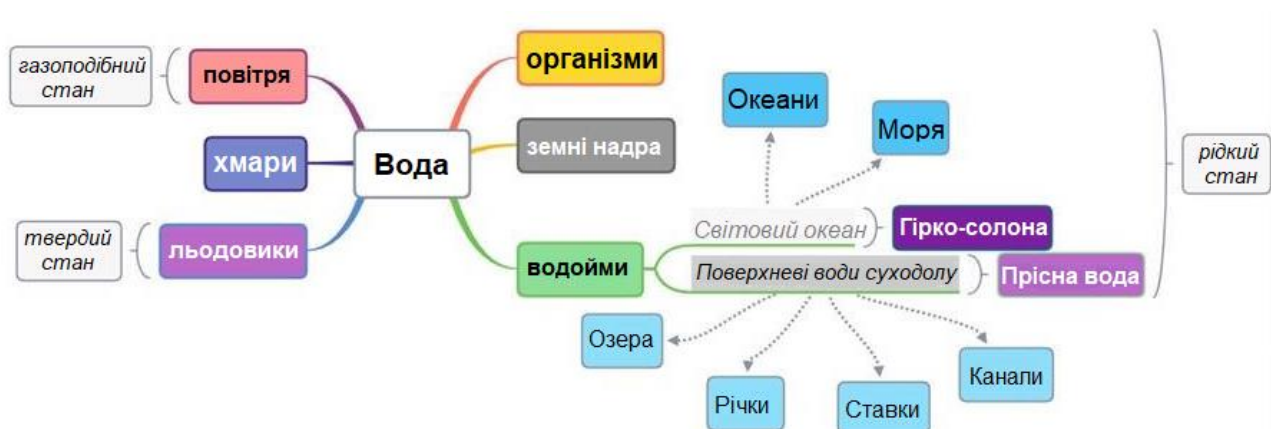 газоподібний
стан
повітря
хмари
твердий
стан
льодовики
Вода
організми
земні надра
водойми
Океани
Моря
Світовий океан
Гірко-солона
Поверхневі води суходолу
Прісна вода
рідкий
стан
Озера
Річки
Ставки
Канали